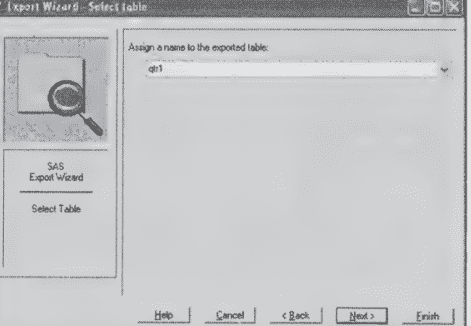 Export Wizard - Select table
Assign a name to the exported table:
qtr1
SAS
Export Wizard
Select Table
Help
Cancel
< Back
Next >
Finish